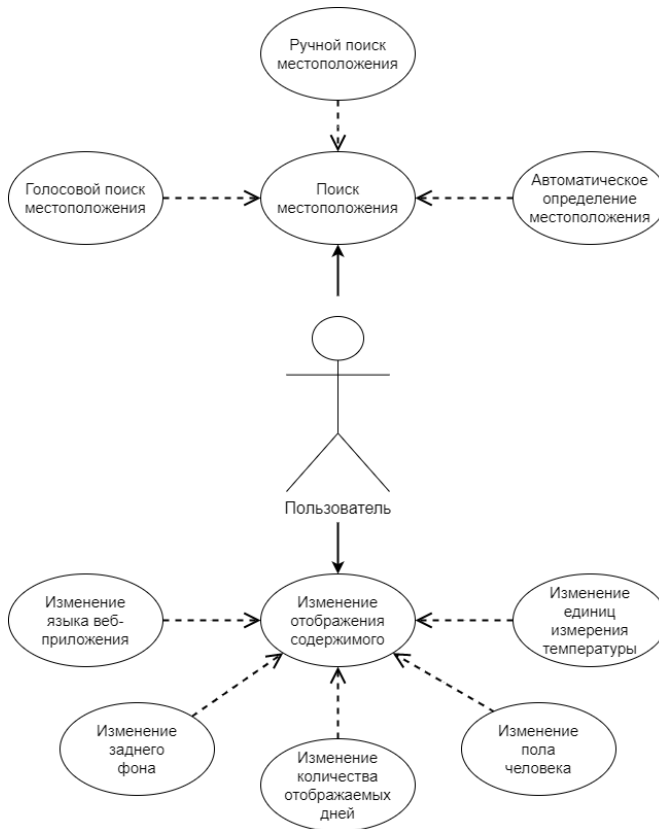 Ручной поиск
местоположения
Голосовой поиск
местоположения
Поиск
местоположения
Автоматическое
определение
местоположения
Пользователь
Изменение
языка веб-
приложения
Изменение
отображения
содержимого
Изменение
единиц
измерения
температуры
Изменение
заднего
фона
Изменение
количества
отображаемых
дней
Изменение
пола
человека